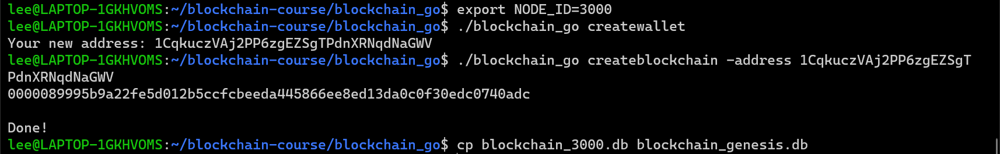 lee@LAPTOP-1GKHVOMS:~/blockchain-course/blockchain_go$ export NODE_ID=3000
lee@LAPTOP-1GKHVOMS:~/blockchain-course/blockchain_go$ ./blockchain_go createwallet
Your new address: 1CqkuczVAj2PP6zgEZSgTPdnXRNqdNaGWV
lee@LAPTOP-1GKHVOMS:~/blockchain-course/blockchain_go$ ./blockchain_go createblockchain -address 1CqkuczVAj2PP6zgEZSgT
PdnXRNqdNaGWV
0000089995b9a22fe5d012b5ccfcbeeda445866ee8ed13da0c0f30edc0740adc
Done!
lee@LAPTOP-1GKHVOMS:~/blockchain-course/blockchain_go$ cp blockchain_3000.db blockchain_genesis.db